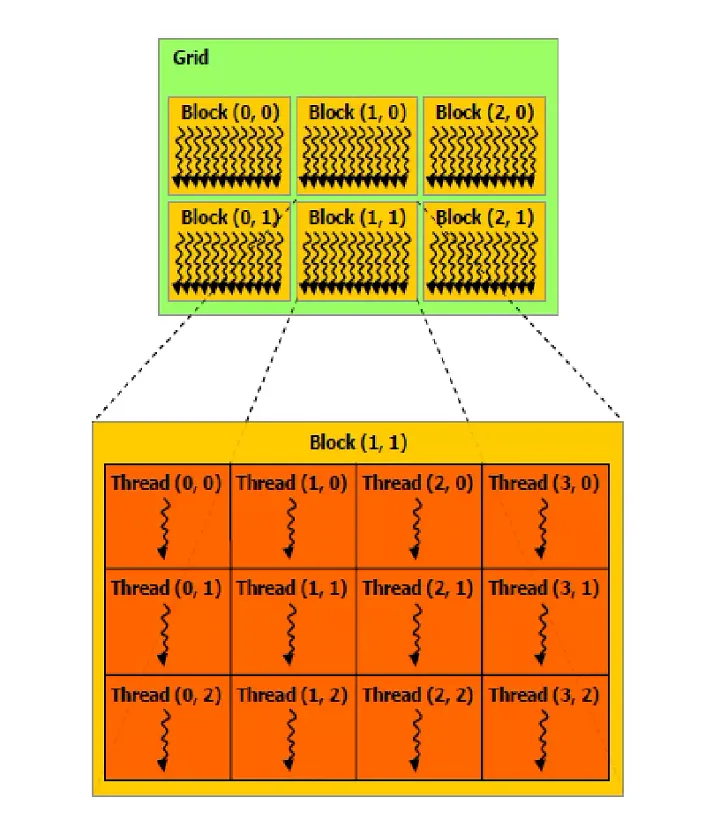 Grid
Block (0, 0) Block (1, 0) Block (2, 0)
Block (0, 1) Block (1, 1) Block (2, 1)
Block (1, 1)
Thread (0, 0) Thread (1, 0) Thread (2, 0) Thread (3, 0)
Thread (0, 1) Thread (1, 1) Thread (2, 1) Thread (3, 1)
Thread (0, 2) Thread (1, 2) Thread (2, 2) Thread (3, 2)